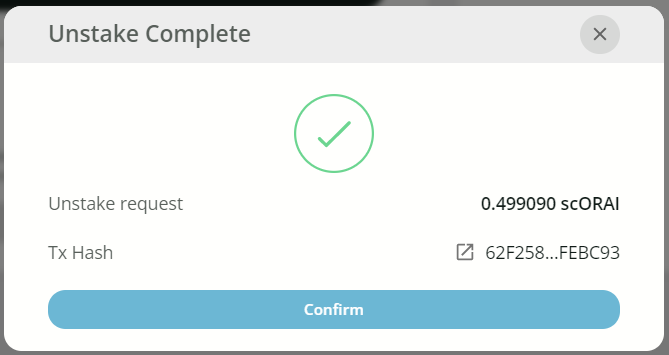 Unstake Complete
Unstake request 0.499090 scORAI
Tx Hash 62F258...FEBC93
Confirm